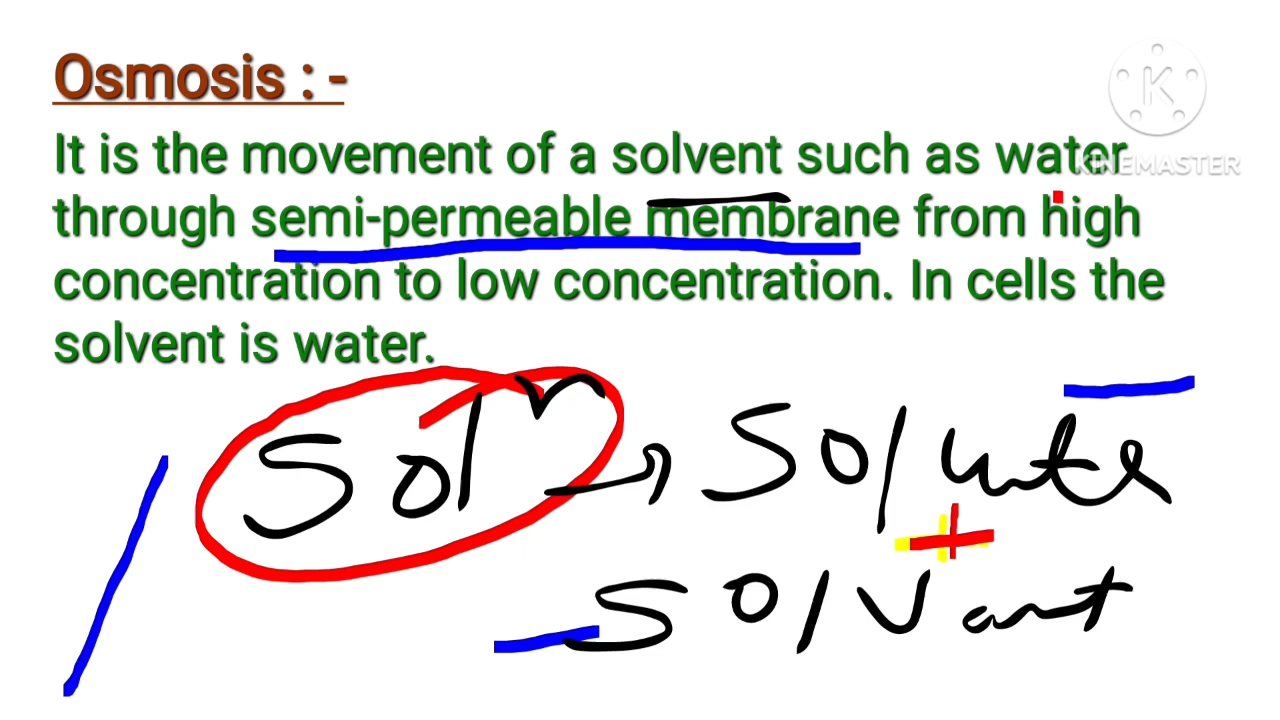 Osmosis : -
K
KINEMASTER
It is the movement of a solvent such as water
through semi-permeable membrane from high
concentration to low concentration. In cells the
solvent is water.
Solⁿ → Solute
+
Solvant